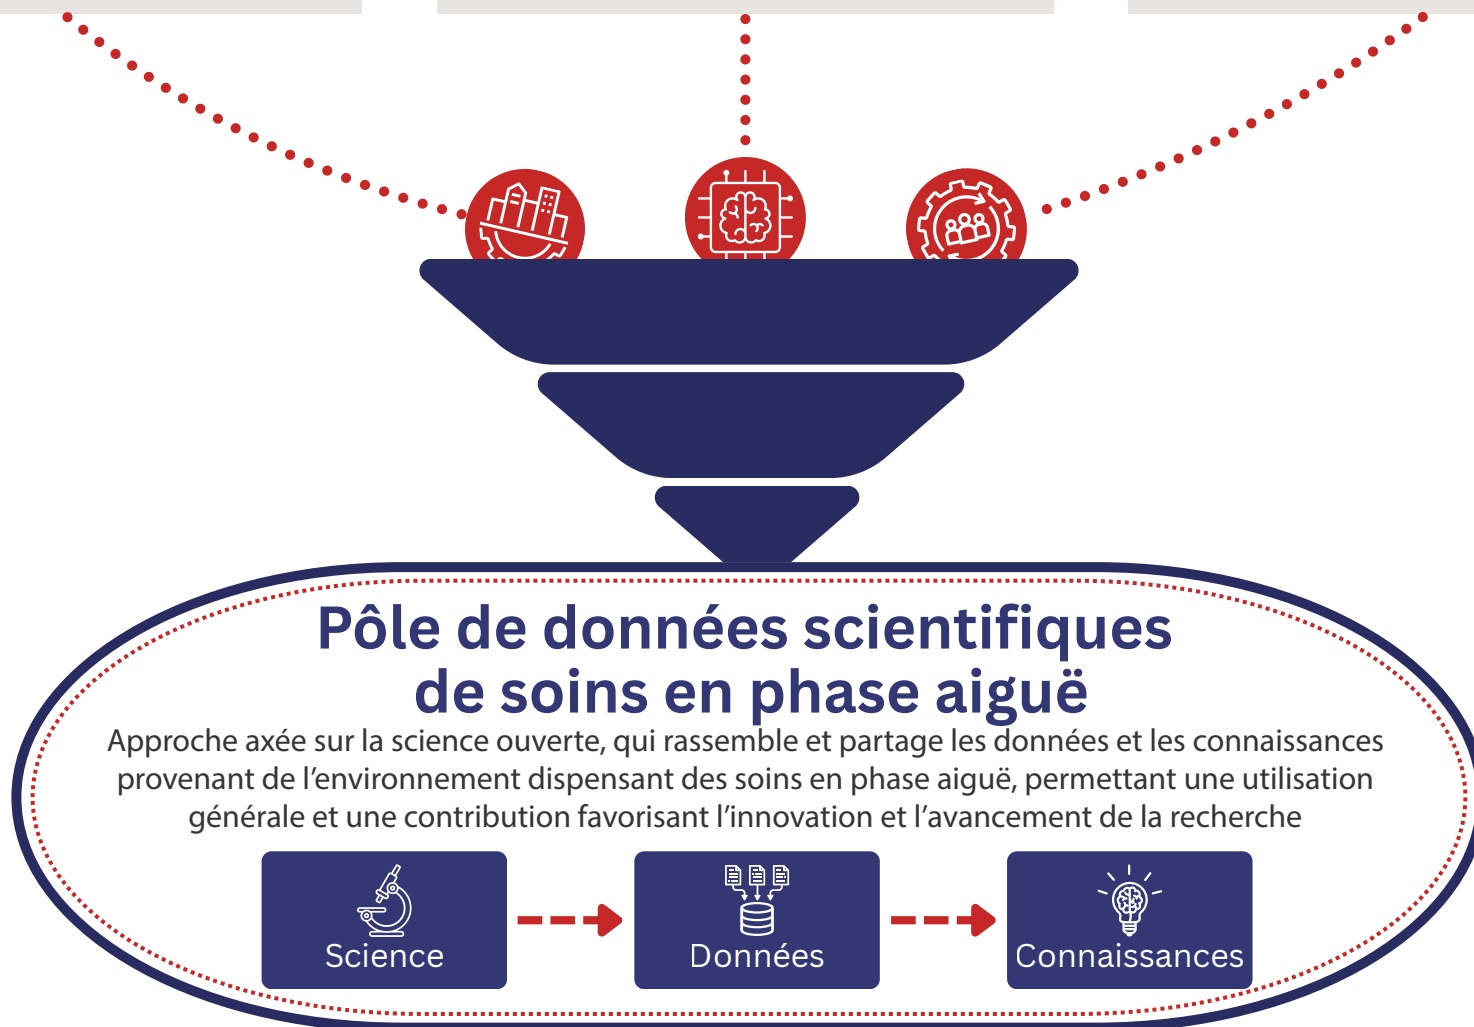 Pôle de données scientifiques
de soins en phase aiguë
Approche axée sur la science ouverte, qui rassemble et partage les données et les connaissances
provenant de l’environnement dispensant des soins en phase aiguë, permettant une utilisation
générale et une contribution favorisant l’innovation et l’avancement de la recherche
Science
Données
Connaissances